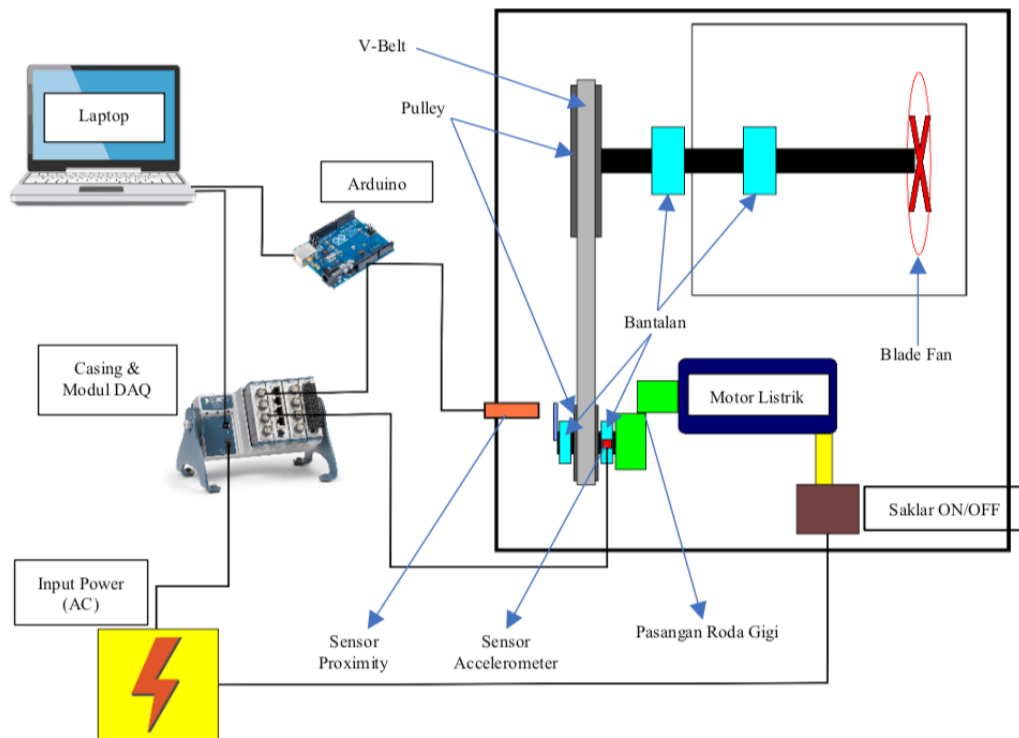 V-Belt
Laptop
Pulley
Arduino
Bantalan
Casing &
Modul DAQ
Blade Fan
Motor Listrik
Saklar ON/OFF
Input Power
(AC)
Sensor
Proximity
Sensor
Accelerometer
Pasangan Roda Gigi